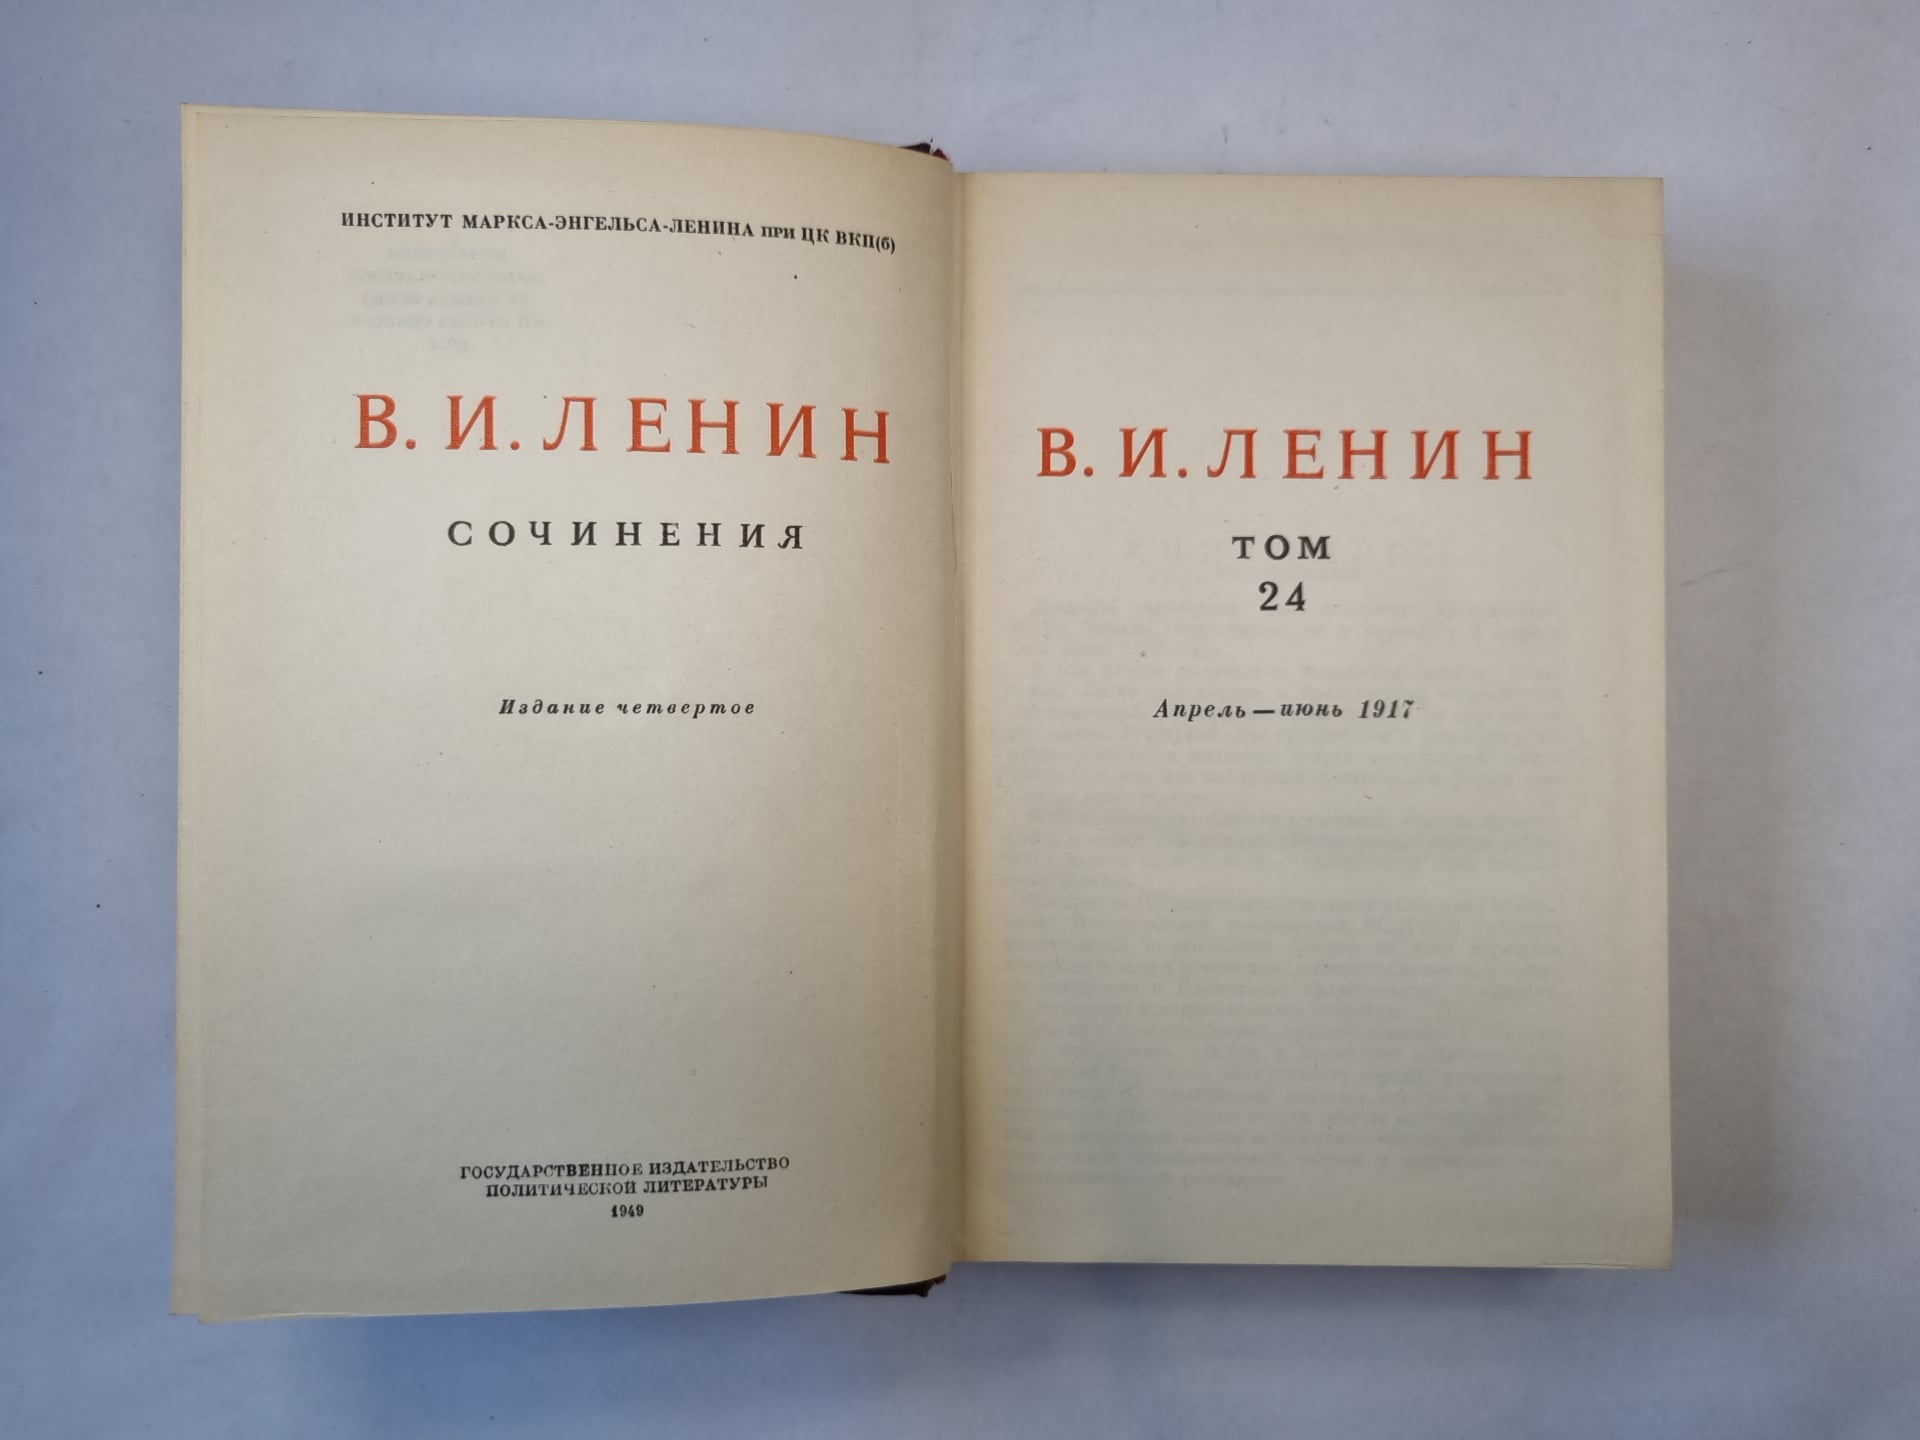 ИНСТИТУТ МАРКСА-ЭНГЕЛЬСА-ЛЕНИНА ПРИ ЦК ВКП(б)
В. И. ЛЕНИН
СОЧИНЕНИЯ
Издание четвертое
ГОСУДАРСТВЕННОЕ ИЗДАТЕЛЬСТВО
ПОЛИТИЧЕСКОЙ ЛИТЕРАТУРЫ
1949
В. И. ЛЕНИН
ТОМ
24
Апрель — июнь 1917